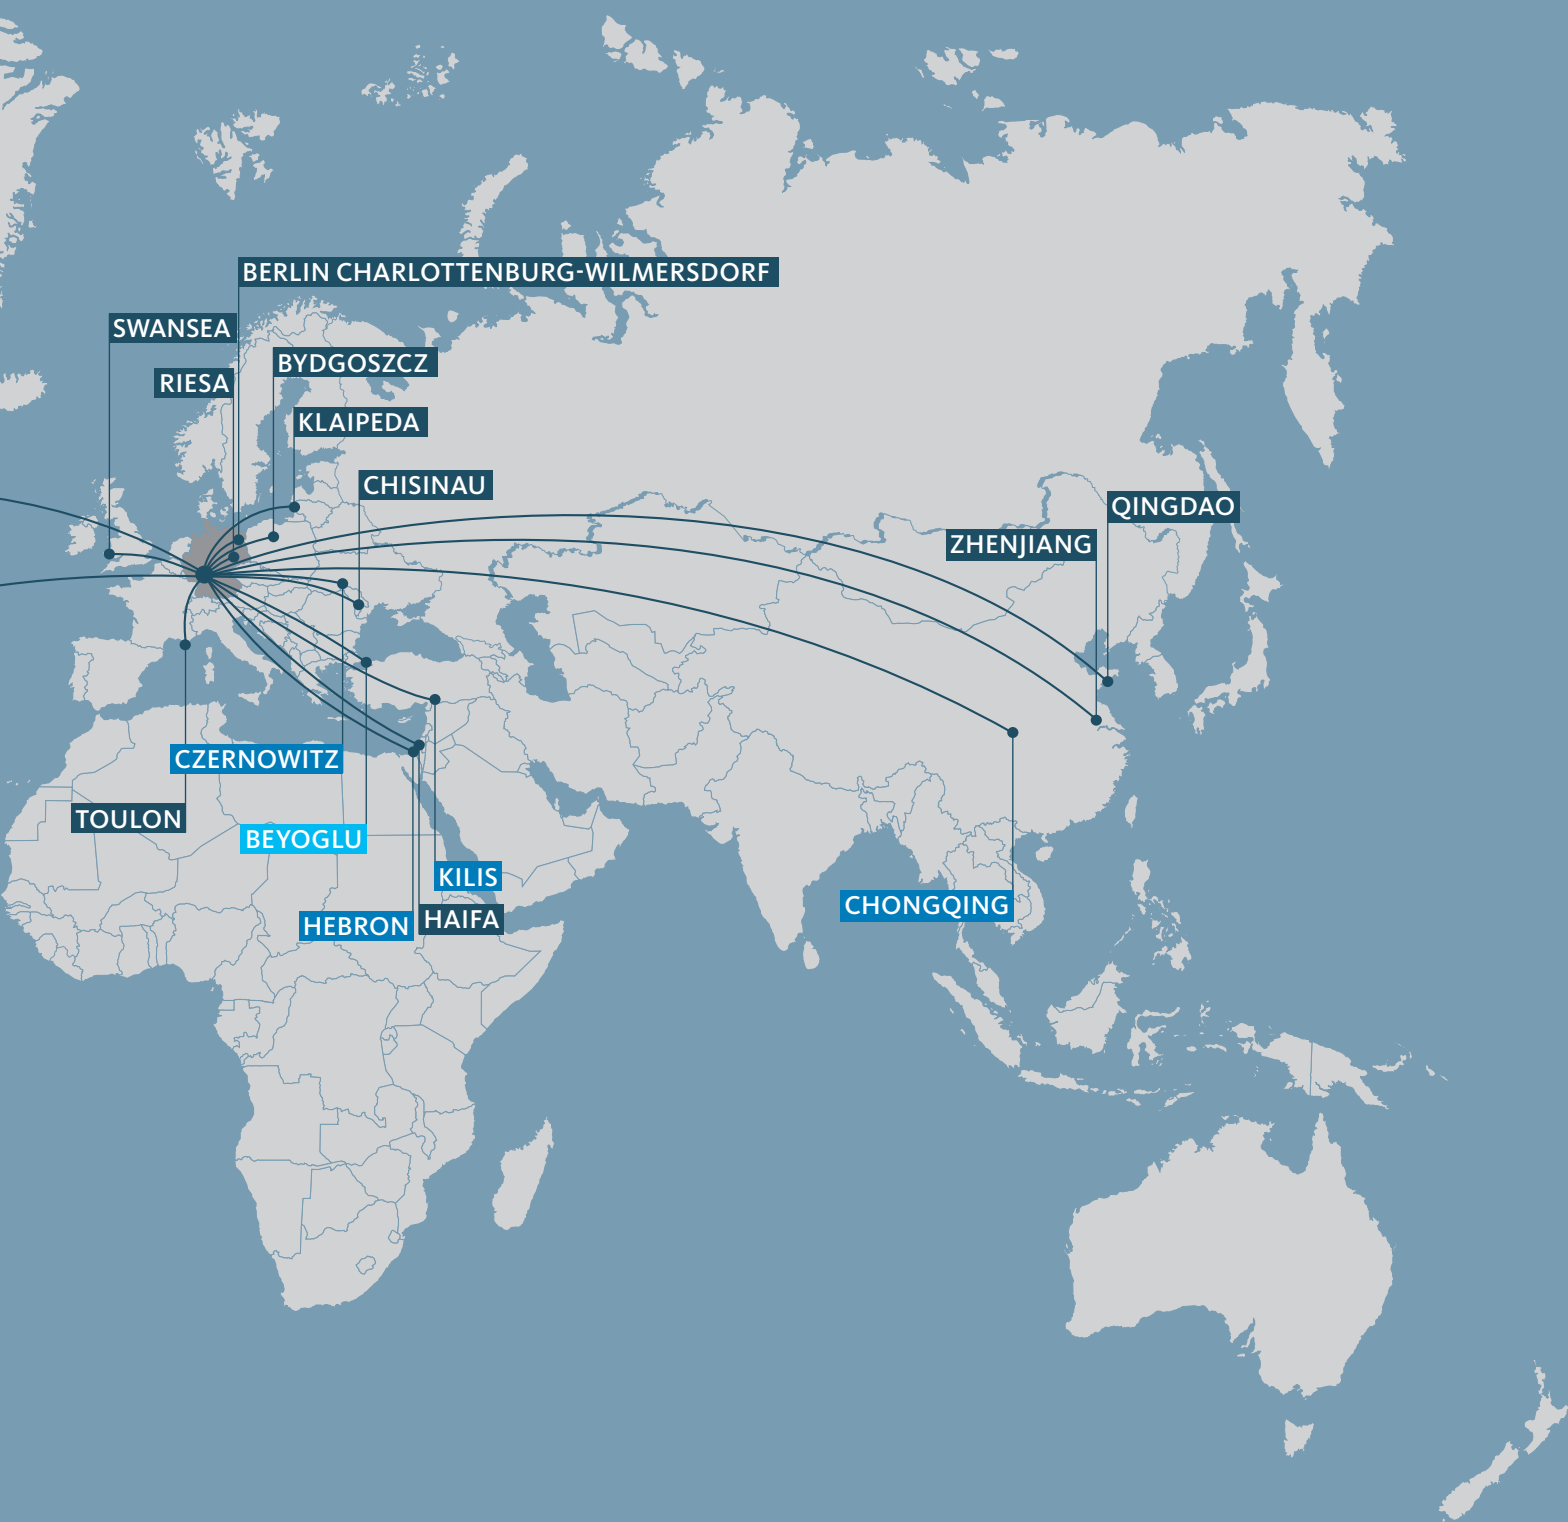 BERLIN CHARLOTTENBURG-WILMERSDORF
SWANSEA
BYDGOSZCZ
RIESA
KLAIPEDA
CHISINAU
QINGDAO
ZHENJIANG
CZERNOWITZ
TOULON
BEYOGLU
KILIS
CHONGQING
HAIFA
HEBRON